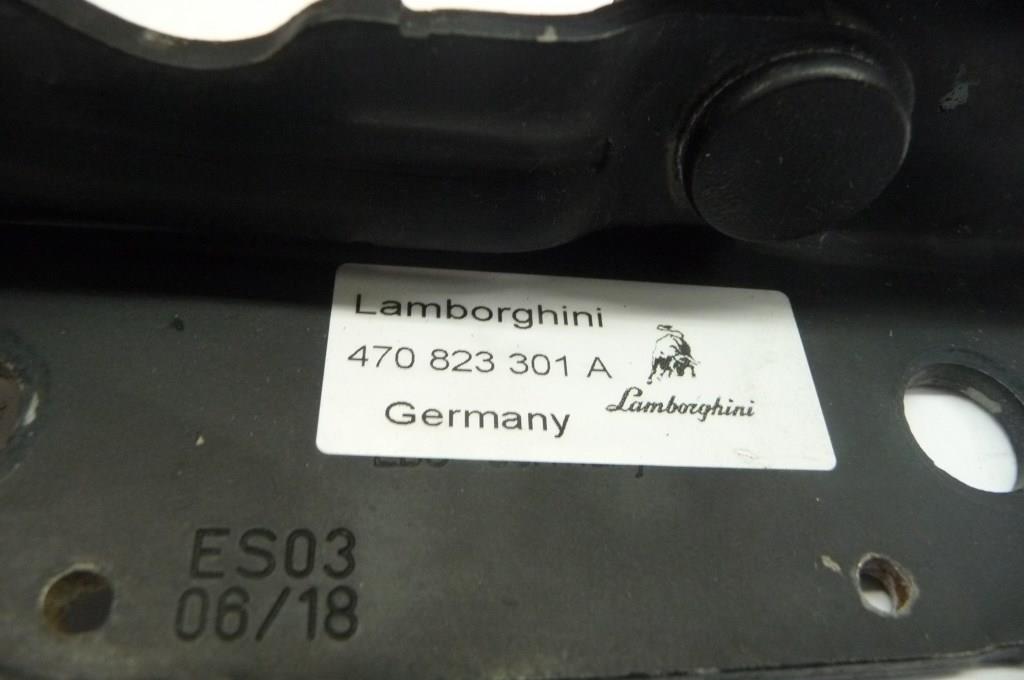 Lamborghini
470 823 301 A
Germany
Lamborghini
ES03
06/18